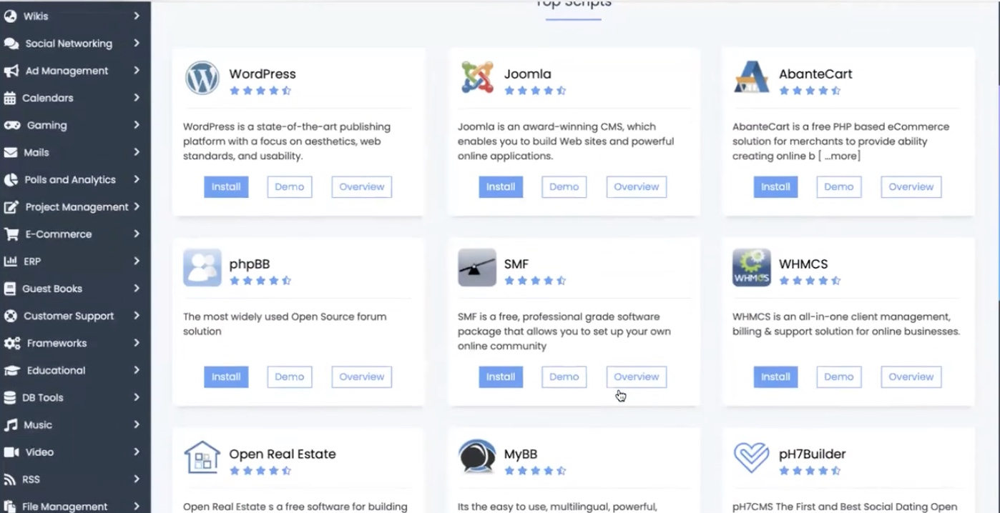 Wikis
Social Networking
Ad Management
Calendars
Gaming
Mails
Polls and Analytics
Project Management
E-Commerce
ERP
Guest Books
Customer Support
Frameworks
Educational
DB Tools
Music
Video
RSS
File Management
Top Scripts
WordPress
WordPress is a state-of-the-art publishing
platform with a focus on aesthetics, web
standards, and usability.
Install
Demo
Overview
Joomla
Joomla is an award-winning CMS, which
enables you to build Web sites and powerful
online applications.
Install
Demo
Overview
AbanteCart
AbanteCart is a free PHP based eCommerce
solution for merchants to provide ability
creating online b [ ...more]
Install
Demo
Overview
phpBB
The most widely used Open Source forum
solution
Install
Demo
Overview
SMF
SMF is a free, professional grade software
package that allows you to set up your own
online community
Install
Demo
Overview
WHMCS
WHMCS
WHMCS is an all-in-one client management,
billing & support solution for online businesses.
Install
Demo
Overview
Open Real Estate
Open Real Estate s a free software for building
MyBB
Its the easy to use, multilingual, powerful,
pH7Builder
pH7CMS The First and Best Social Dating Open